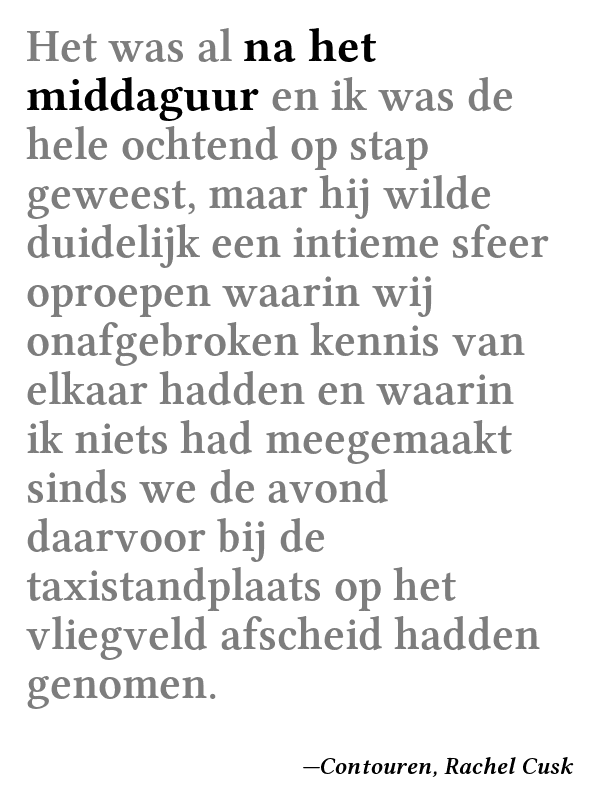 Het was al na het
middaguur en ik was de
hele ochtend op stap
geweest, maar hij wilde
duidelijk een intieme sfeer
oproepen waarin wij
onafgebroken kennis van
elkaar hadden en waarin
ik niets had meegemaakt
sinds we de avond
daarvoor bij de
taxistandplaats op het
vliegveld afscheid hadden
genomen.
—Contouren, Rachel Cusk